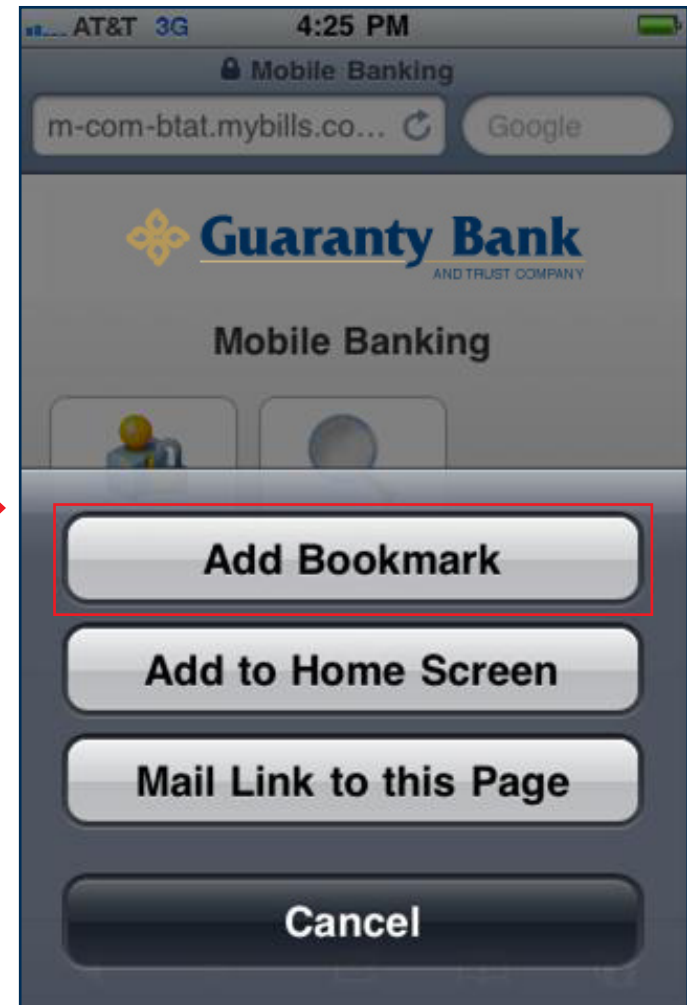 AT&T 3G 4:25 PM
Mobile Banking
m-com-btat.mybills.co... Google
Guaranty Bank
AND TRUST COMPANY
Mobile Banking
Add Bookmark
Add to Home Screen
Mail Link to this Page
Cancel